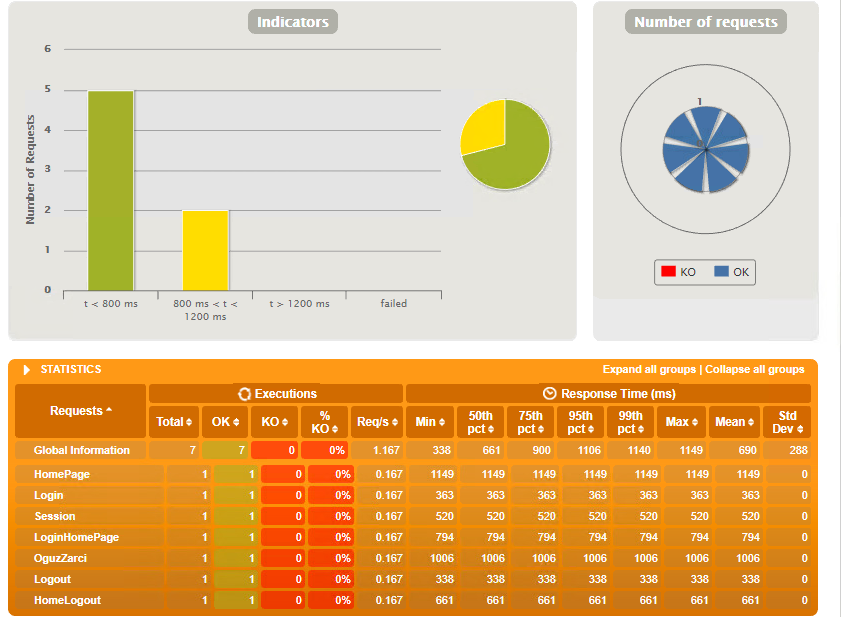 Indicators
Number of requests
6
5
4
3
2
1
0
Number of Requests
t < 800 ms
800 ms < t <
1200 ms
t > 1200 ms
failed
1
KO OK
STATISTICS Expand all groups | Collapse all groups
Requests Executions Response Time (ms)
Total OK KO % KO Req/s Min 50th pct 75th pct 95th pct 99th pct Max Mean Std Dev
Global Information 7 7 0 0% 1.167 338 661 900 1106 1140 1149 690 288
HomePage 1 1 0 0% 0.167 1149 1149 1149 1149 1149 1149 1149 0
Login 1 1 0 0% 0.167 363 363 363 363 363 363 363 0
Session 1 1 0 0% 0.167 520 520 520 520 520 520 520 0
LoginHomePage 1 1 0 0% 0.167 794 794 794 794 794 794 794 0
OguzZarci 1 1 0 0% 0.167 1006 1006 1006 1006 1006 1006 1006 0
Logout 1 1 0 0% 0.167 338 338 338 338 338 338 338 0
HomeLogout 1 1 0 0% 0.167 661 661 661 661 661 661 661 0